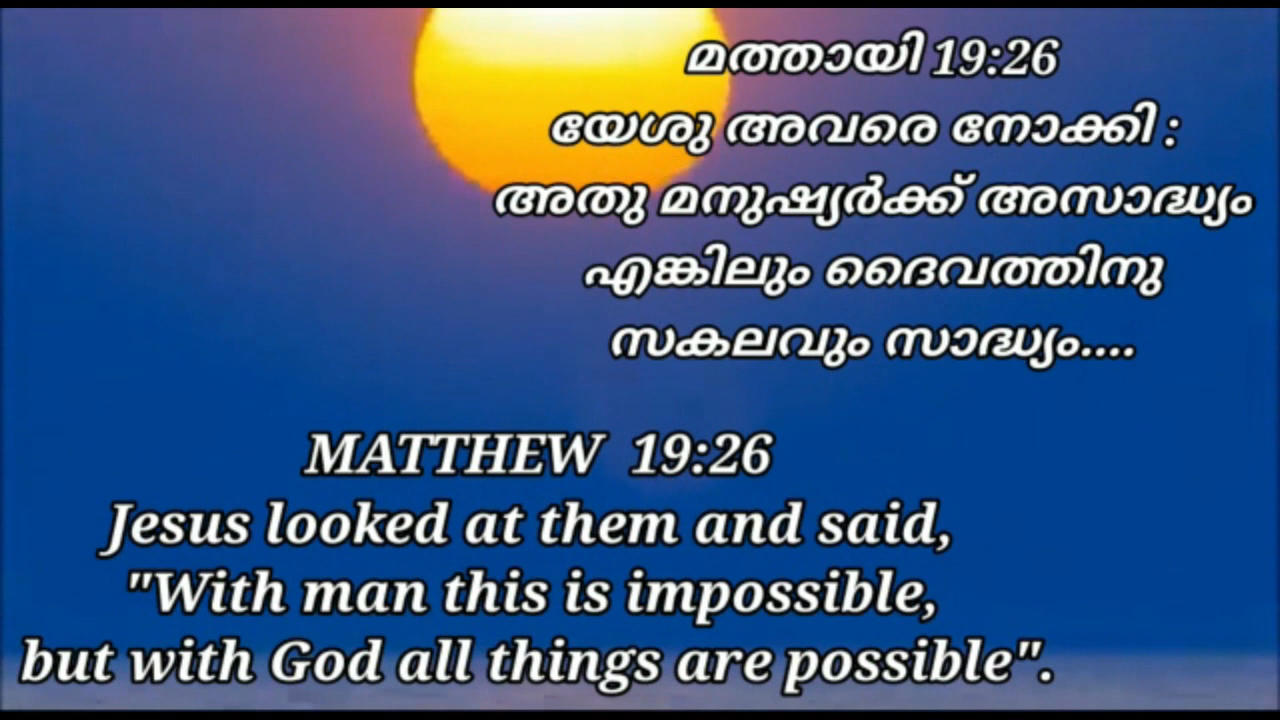 മത്തായി 19:26
യേശു അവരെ നോക്കി :
അതു മനുഷ്യർക്ക് അസാദ്ധ്യം
എങ്കിലും ദൈവത്തിനു
സകലവും സാദ്ധ്യം....
MATTHEW 19:26
Jesus looked at them and said,
"With man this is impossible,
but with God all things are possible".